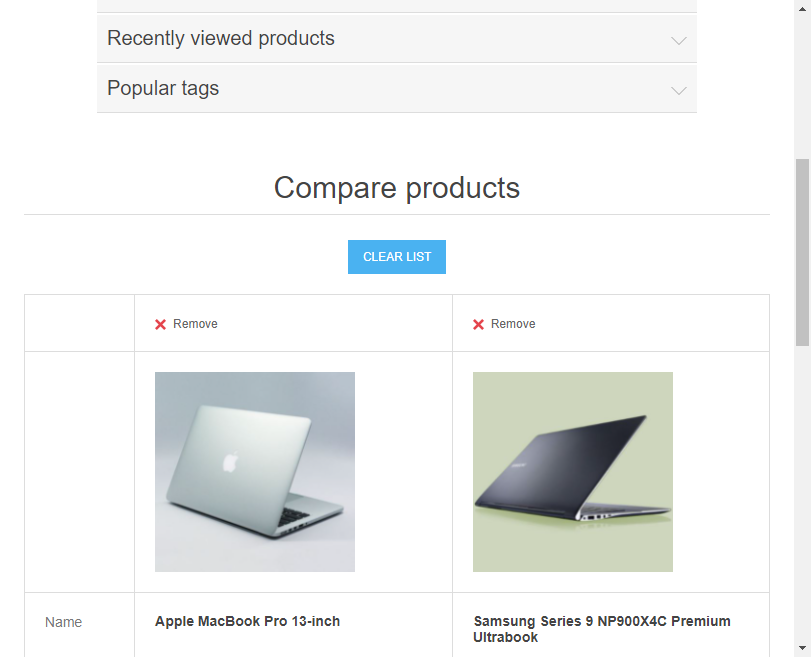 Recently viewed products
Popular tags
Compare products
CLEAR LIST
Remove
Remove
Name
Apple MacBook Pro 13-inch
Samsung Series 9 NP900X4C Premium
Ultrabook